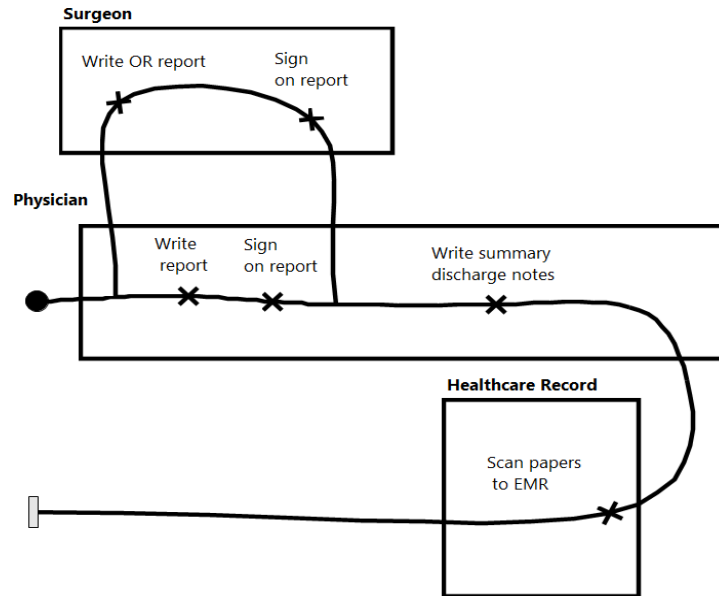 Surgeon
Write OR report
Sign
on report
Physician
Write
report
Sign
on report
Write summary
discharge notes
Healthcare Record
Scan papers
to EMR